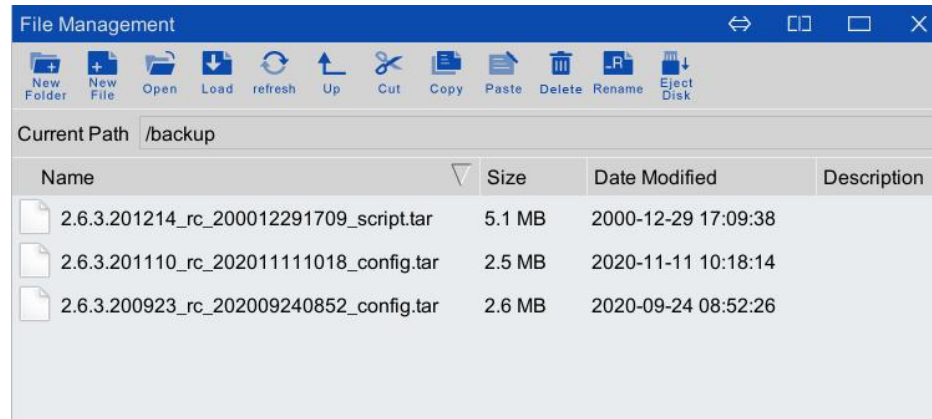 File Management
New Folder New File Open Load refresh Up Cut Copy Paste Delete _R Rename Eject Disk
Current Path /backup
Name Size Date Modified Description
2.6.3.201214_rc_200012291709_script.tar 5.1 MB 2000-12-29 17:09:38
2.6.3.201110_rc_202011111018_config.tar 2.5 MB 2020-11-11 10:18:14
2.6.3.200923_rc_202009240852_config.tar 2.6 MB 2020-09-24 08:52:26